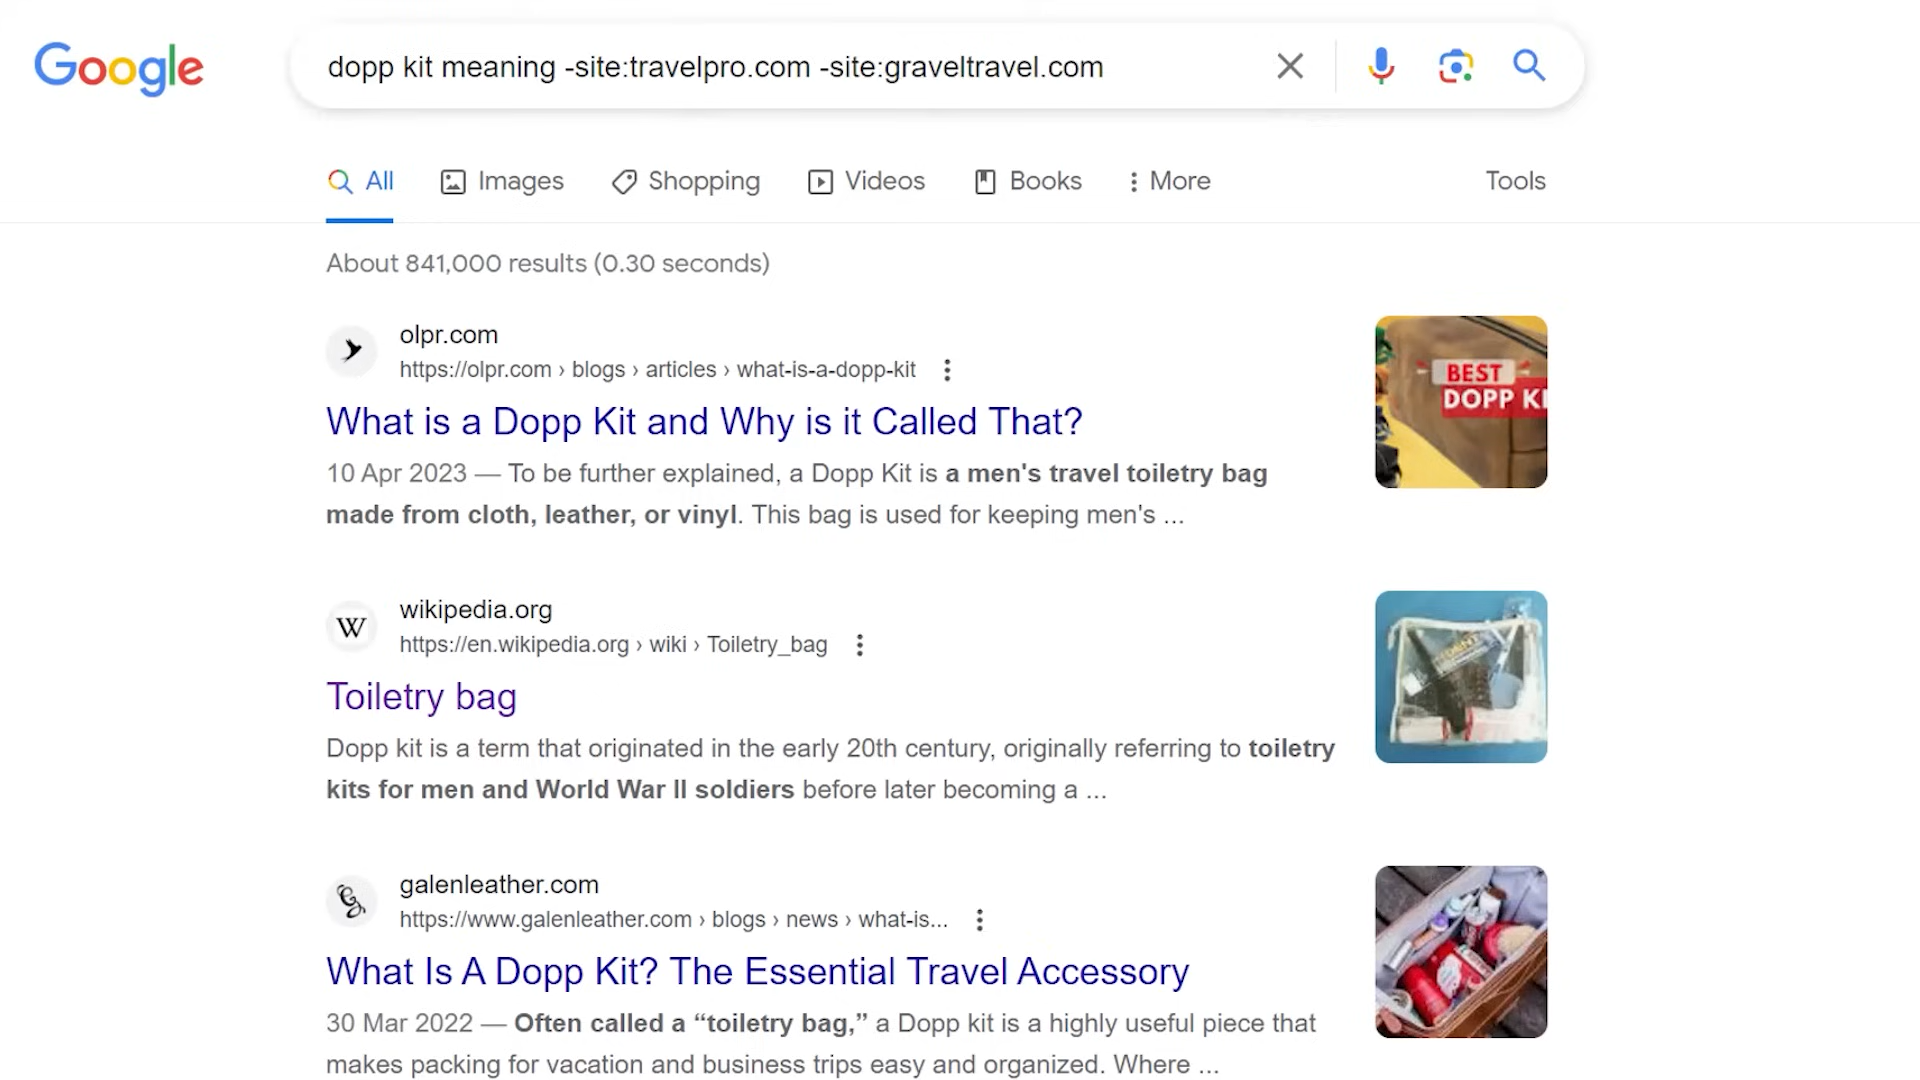 Google
dopp kit meaning -site:travelpro.com -site:graveltravel.com
All Images Shopping Videos Books More Tools
About 841,000 results (0.30 seconds)
olpr.com
https://olpr.com › blogs › articles › what-is-a-dopp-kit
What is a Dopp Kit and Why is it Called That?
10 Apr 2023 — To be further explained, a Dopp Kit is a men's travel toiletry bag
made from cloth, leather, or vinyl. This bag is used for keeping men's ...
BEST
DOPP KI
W
wikipedia.org
https://en.wikipedia.org › wiki › Toiletry_bag
Toiletry bag
Dopp kit is a term that originated in the early 20th century, originally referring to toiletry
kits for men and World War II soldiers before later becoming a ...
galenleather.com
https://www.galenleather.com › blogs › news › what-is...
What Is A Dopp Kit? The Essential Travel Accessory
30 Mar 2022 — Often called a “toiletry bag,” a Dopp kit is a highly useful piece that
makes packing for vacation and business trips easy and organized. Where ...